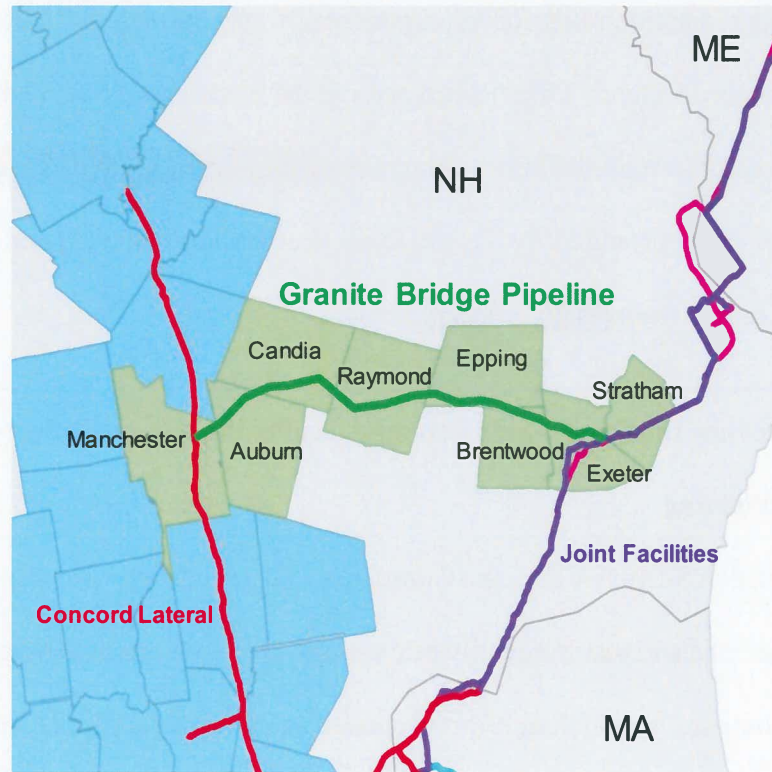 ME
NH
Granite Bridge Pipeline
Candia
Epping
Raymond
Stratham
Manchester
Auburn
Brentwood
Exeter
Joint Facilities
Concord Lateral
MA